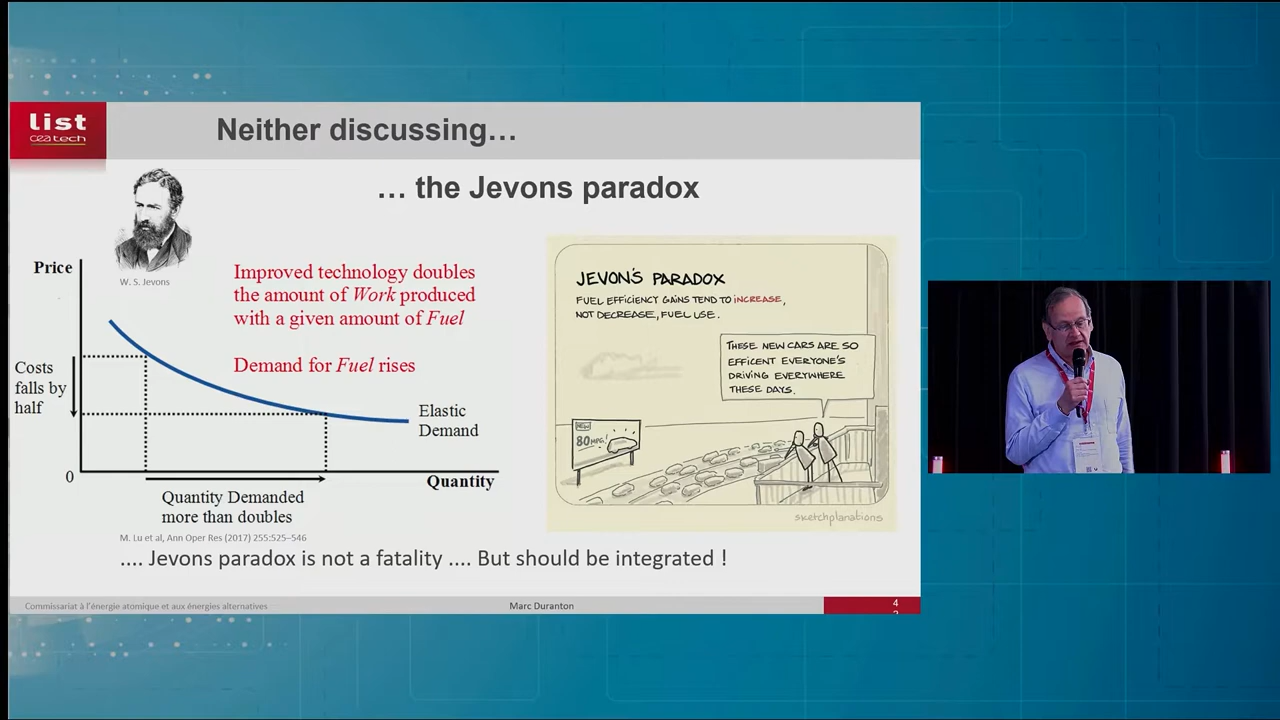 list
ceatech
Neither discussing...
... the Jevons paradox
W. S. Jevons
Price
Improved technology doubles
the amount of Work produced
with a given amount of Fuel
Demand for Fuel rises
Costs
falls by
half
Elastic
Demand
0
Quantity
Quantity Demanded
more than doubles
M. Lu et al, Ann Oper Res (2017) 255:525–546
JEVON'S PARADOX
FUEL EFFICIENCY GAINS TEND TO INCREASE,
NOT DECREASE, FUEL USE.
THESE NEW CARS ARE SO
EFFICENT EVERYONE'S
DRIVING EVERYWHERE
THESE DAYS.
NEW
80 MPG!
sketchplanations
.... Jevons paradox is not a fatality .... But should be integrated !
Commissariat à l'énergie atomique et aux énergies alternatives
Marc Duranton
4